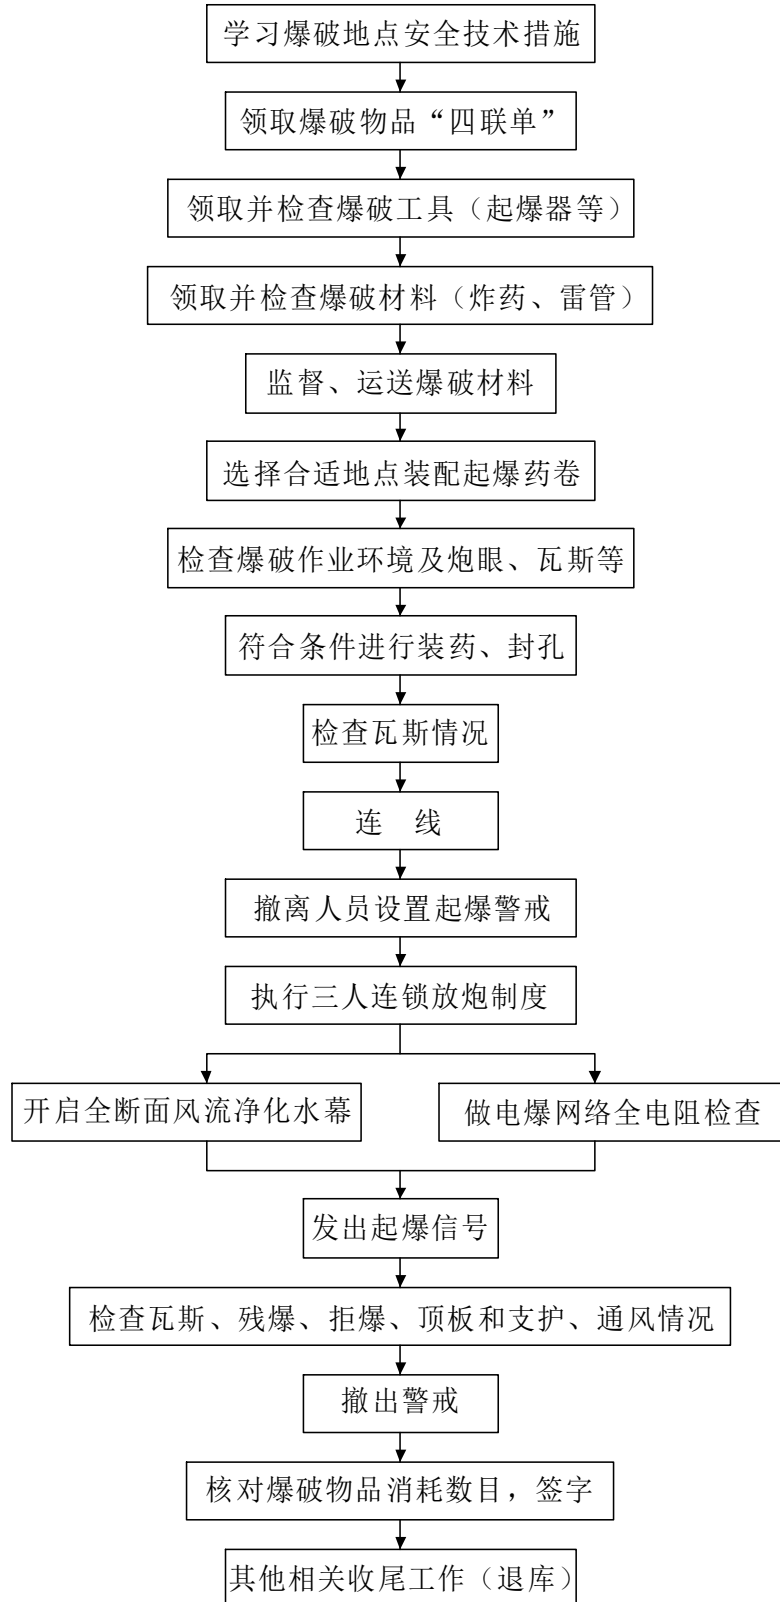 学习爆破地点安全技术措施
领取爆破物品“四联单”
领取并检查爆破工具（起爆器等）
领取并检查爆破材料（炸药、雷管）
监督、运送爆破材料
选择合适地点装配起爆药卷
检查爆破作业环境及炮眼、瓦斯等
符合条件进行装药、封孔
检查瓦斯情况
连 线
撤离人员设置起爆警戒
执行三人连锁放炮制度
开启全断面风流净化水幕
做电爆网络全电阻检查
发出起爆信号
检查瓦斯、残爆、拒爆、顶板和支护、通风情况
撤出警戒
核对爆破物品消耗数目，签字
其他相关收尾工作（退库）